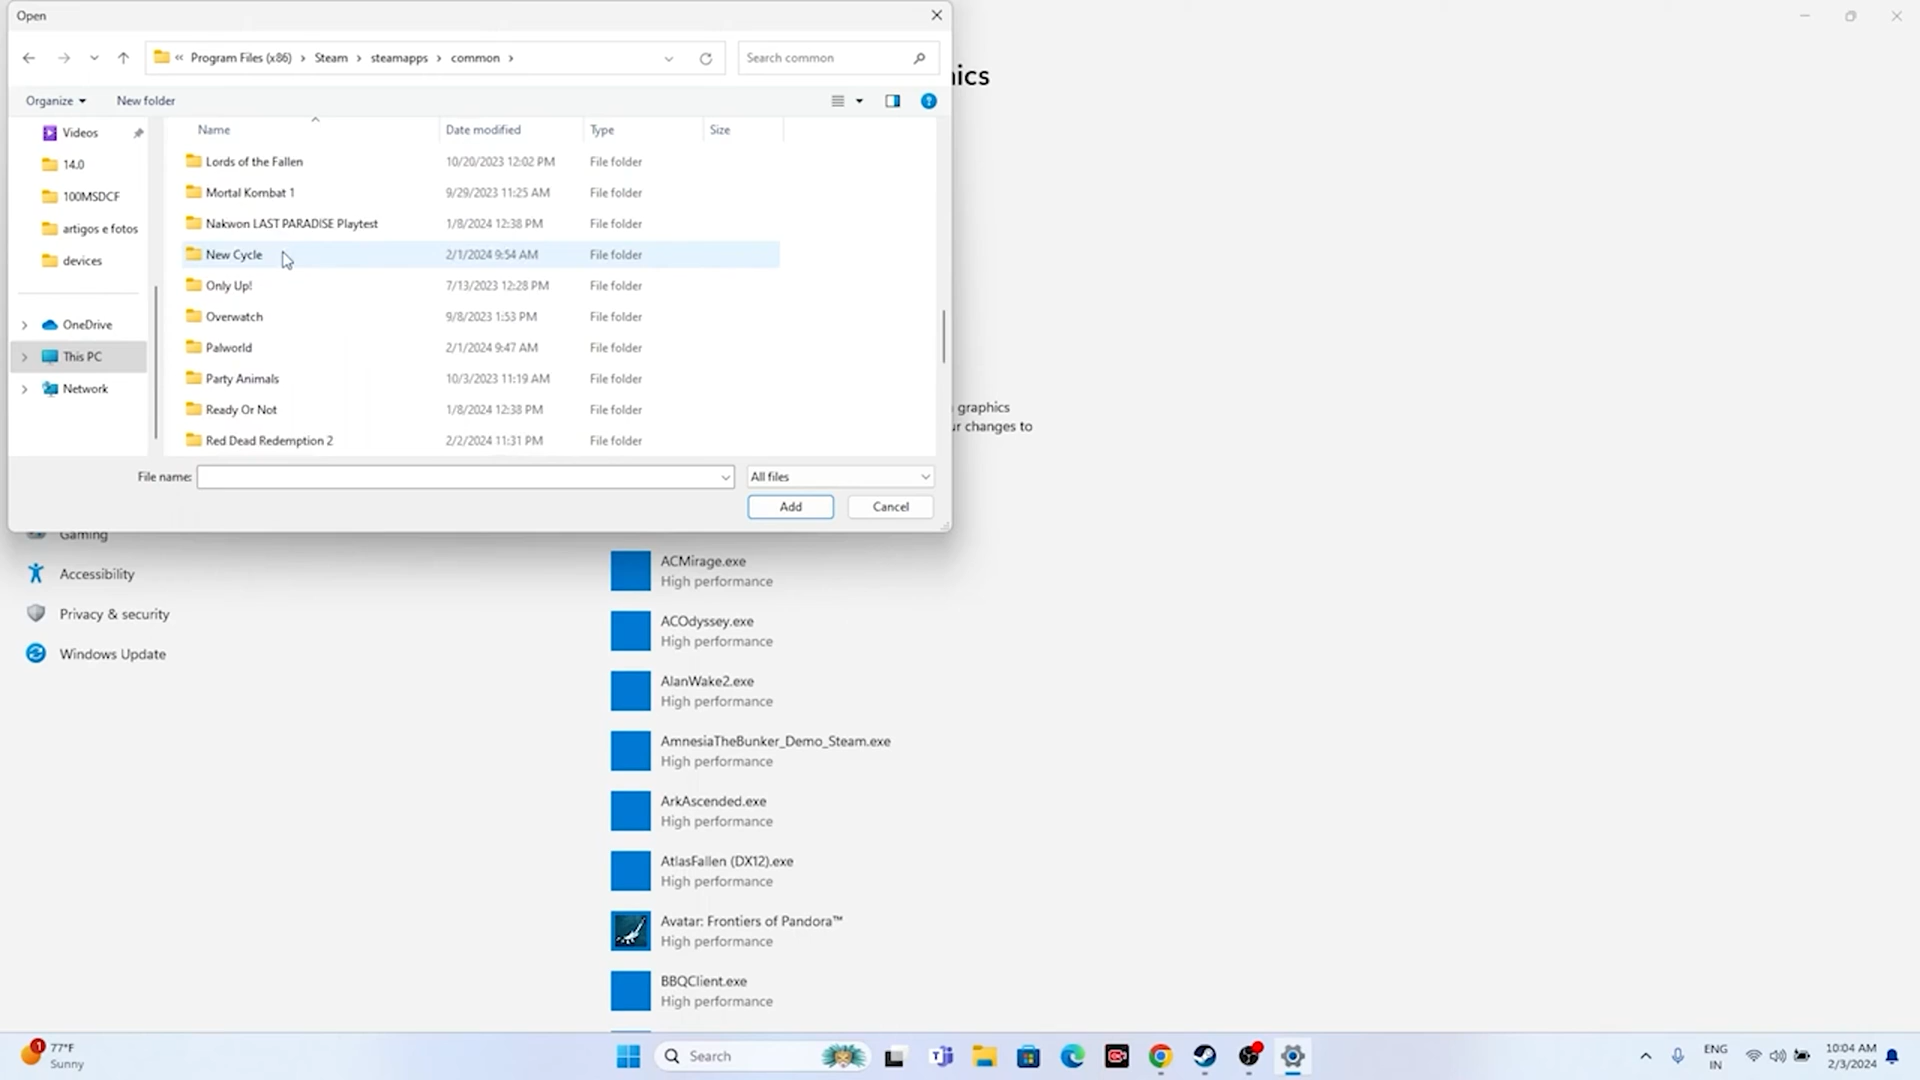 Open
« Program Files (x86) > Steam > steamapps > common >
Search common
Organize
New folder
Name
Date modified
Type
Size
Videos
14.0
100MSDCF
artigos e fotos
devices
OneDrive
This PC
Network
Lords of the Fallen 10/20/2023 12:02 PM File folder
Mortal Kombat 1 9/29/2023 11:25 AM File folder
Nakwon LAST PARADISE Playtest 1/8/2024 12:38 PM File folder
New Cycle 2/1/2024 9:54 AM File folder
Only Up! 7/13/2023 12:28 PM File folder
Overwatch 9/8/2023 1:53 PM File folder
Palworld 2/1/2024 9:47 AM File folder
Party Animals 10/3/2023 11:19 AM File folder
Ready Or Not 1/8/2024 12:38 PM File folder
Red Dead Redemption 2 2/2/2024 11:31 PM File folder
File name:
All files
Add
Cancel
ics
graphics
ur changes to
Gaming
Accessibility
Privacy & security
Windows Update
ACMirage.exe
High performance
ACOdyssey.exe
High performance
AlanWake2.exe
High performance
AmnesiaTheBunker_Demo_Steam.exe
High performance
ArkAscended.exe
High performance
AtlasFallen (DX12).exe
High performance
Avatar: Frontiers of Pandora™
High performance
BBQClient.exe
High performance
1
77°F
Sunny
Search
ENG
IN
10:04 AM
2/3/2024